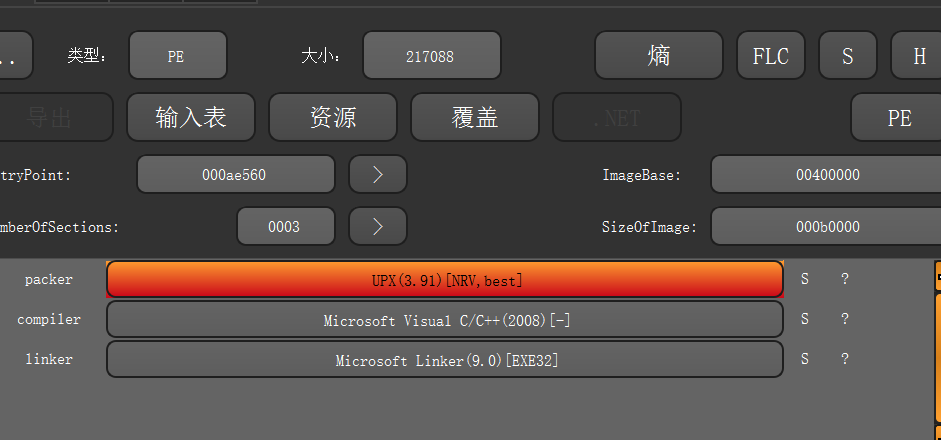 .. 类型: PE 大小: 217088 熵 FLC S H
导出 输入表 资源 覆盖 .NET PE
tryPoint: 000ae560 > ImageBase: 00400000
mberOfSections: 0003 > SizeOfImage: 000b0000
packer UPX(3.91)[NRV,best] S ?
compiler Microsoft Visual C/C++(2008)[-] S ?
linker Microsoft Linker(9.0)[EXE32] S ?